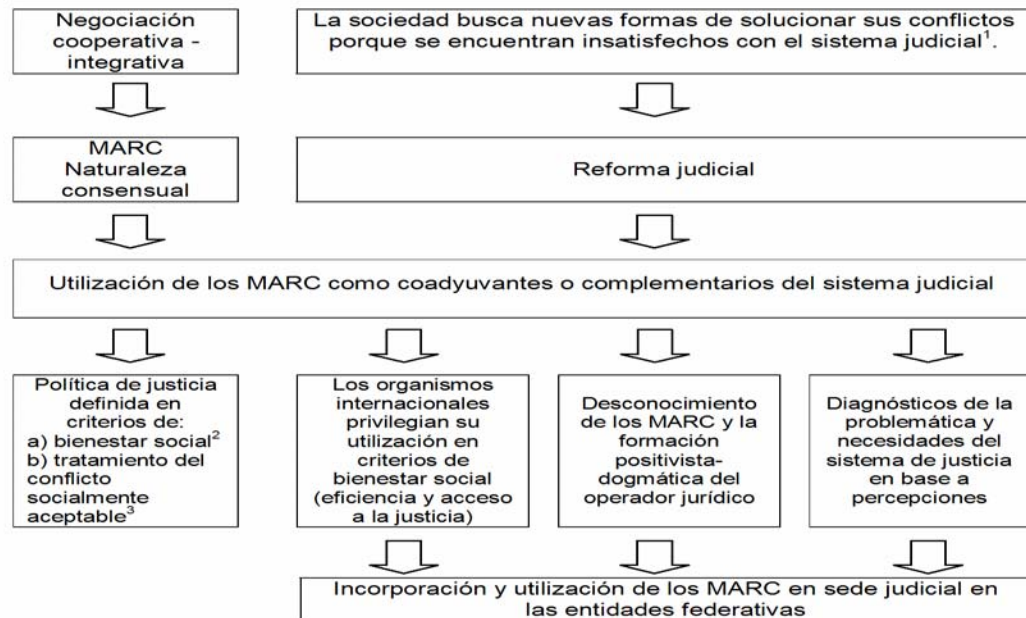 Negociación
cooperativa -
integrativa
La sociedad busca nuevas formas de solucionar sus conflictos
porque se encuentran insatisfechos con el sistema judicial¹.
MARC
Naturaleza
consensual
Reforma judicial
Utilización de los MARC como coadyuvantes o complementarios del sistema judicial
Política de justicia
definida en
criterios de:
a) bienestar social²
b) tratamiento del
conflicto
socialmente
aceptable³
Los organismos
internacionales
privilegian su
utilización en
criterios de
bienestar social
(eficiencia y acceso
a la justicia)
Desconocimiento
de los MARC y la
formación
positivista-
dogmática del
operador jurídico
Diagnósticos de la
problemática y
necesidades del
sistema de justicia
en base a
percepciones
Incorporación y utilización de los MARC en sede judicial en
las entidades federativas